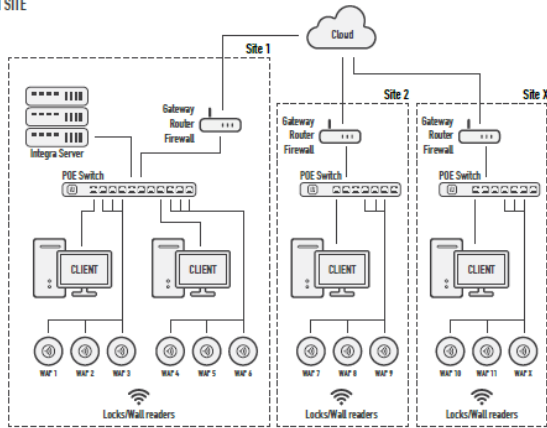 SITE
Cloud
Site 1
Site 2
Site X
Gateway
Router
Firewall
Integra Server
POE Switch
CLIENT
CLIENT
WAP 1
WAP 2
WAP 3
WAP 4
WAP 5
WAP 6
Locks/Wall readers
Gateway
Router
Firewall
POE Switch
CLIENT
WAP 7
WAP 8
WAP 9
Locks/Wall readers
Gateway
Router
Firewall
POE Switch
CLIENT
WAP 10
WAP 11
WAP X
Locks/Wall readers